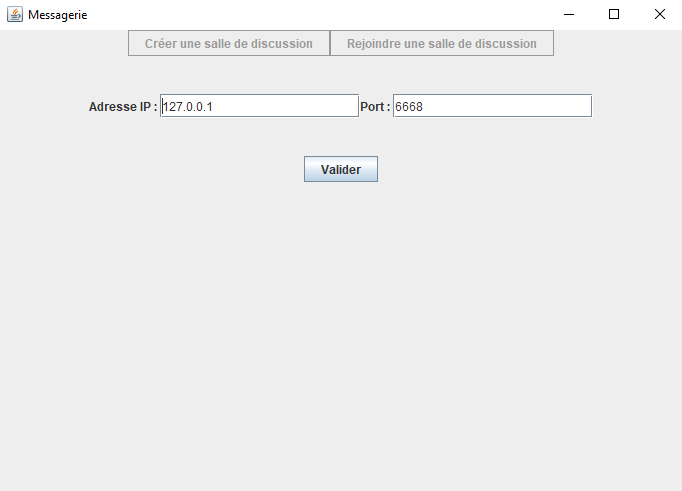 Messagerie
Créer une salle de discussion Rejoindre une salle de discussion
Adresse IP : 127.0.0.1 Port : 6668
Valider